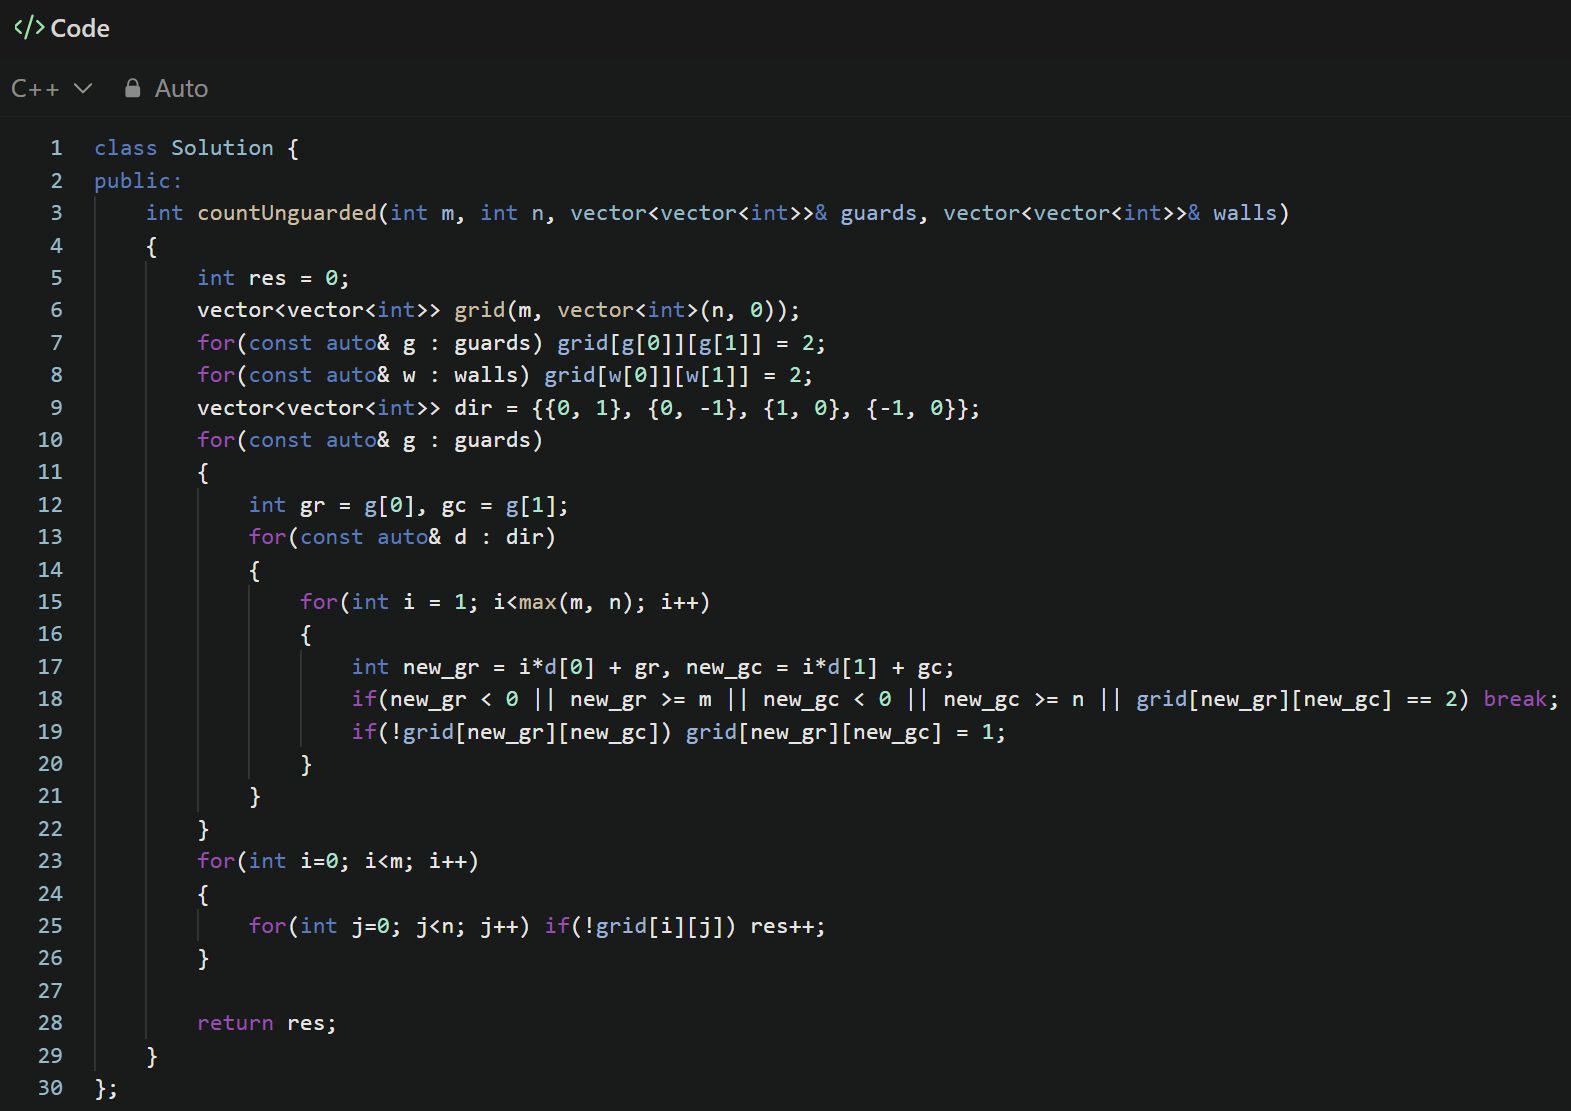 </> Code
C++ Auto
1 class Solution {
2 public:
3     int countUnguarded(int m, int n, vector<vector<int>>& guards, vector<vector<int>>& walls)
4     {
5         int res = 0;
6         vector<vector<int>> grid(m, vector<int>(n, 0));
7         for(const auto& g : guards) grid[g[0]][g[1]] = 2;
8         for(const auto& w : walls) grid[w[0]][w[1]] = 2;
9         vector<vector<int>> dir = {{0, 1}, {0, -1}, {1, 0}, {-1, 0}};
10         for(const auto& g : guards)
11         {
12             int gr = g[0], gc = g[1];
13             for(const auto& d : dir)
14             {
15                 for(int i = 1; i<max(m, n); i++)
16                 {
17                     int new_gr = i*d[0] + gr, new_gc = i*d[1] + gc;
18                     if(new_gr < 0 || new_gr >= m || new_gc < 0 || new_gc >= n || grid[new_gr][new_gc] == 2) break;
19                     if(!grid[new_gr][new_gc]) grid[new_gr][new_gc] = 1;
20                 }
21             }
22         }
23         for(int i=0; i<m; i++)
24         {
25             for(int j=0; j<n; j++) if(!grid[i][j]) res++;
26         }
27
28         return res;
29     }
30 };